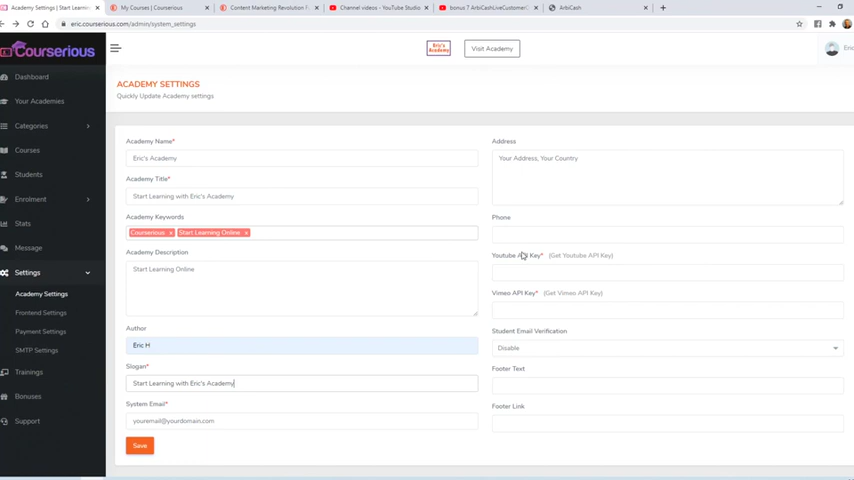 Academy Settings | Start Learni
My Courses | Courserious
Content Marketing Revolution F
Channel videos - YouTube Studio
bonus 7 ArbiCashLiveCustomer
ArbiCash
eric.courserious.com/admin/system_settings
Courserious
Eric's
Academy
Visit Academy
Eric
Dashboard
Your Academies
Categories
Courses
Students
Enrolment
Stats
Message
Settings
Academy Settings
Frontend Settings
Payment Settings
SMTP Settings
Trainings
Bonuses
Support
ACADEMY SETTINGS
Quickly Update Academy settings
Academy Name*
Eric's Academy
Academy Title*
Start Learning with Eric's Academy
Academy Keywords
Courserious x Start Learning Online x
Academy Description
Start Learning Online
Author
Eric H
Slogan*
Start Learning with Eric's Academy
System Email*
youremail@yourdomain.com
Save
Address
Your Address, Your Country
Phone
Youtube API Key* (Get Youtube API Key)
Vimeo API Key* (Get Vimeo API Key)
Student Email Verification
Disable
Footer Text
Footer Link